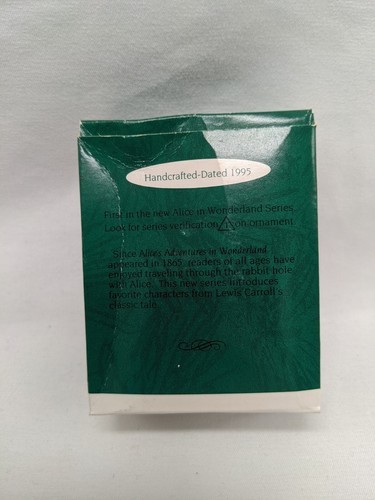 Handcrafted-Dated 1995
First in the new Alice in Wonderland Series.
Look for series verification 1 on ornament.
Since Alice's Adventures in Wonderland
appeared in 1865, readers of all ages have
enjoyed traveling through the rabbit hole
with Alice. This new series introduces
favorite characters from Lewis Carroll's
classic tale.